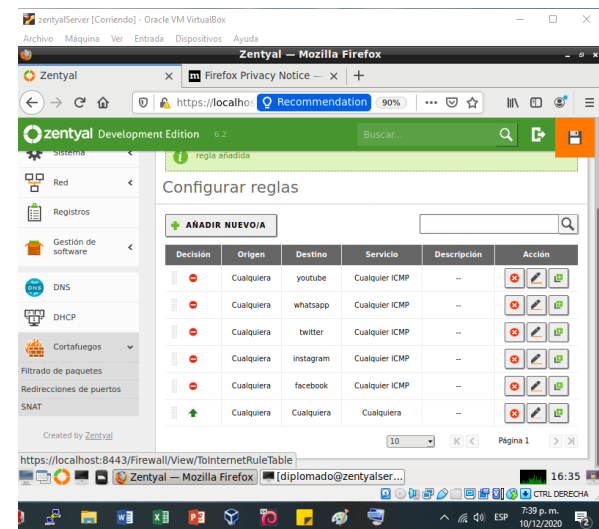 zentyalServer [Corriendo] - Oracle VM VirtualBox
Archivo Máquina Ver Entrada Dispositivos Ayuda
Zentyal — Mozilla Firefox
Zentyal
Firefox Privacy Notice —
https://localhos Recommendation 90%
zentyal Development Edition 6.2 Buscar...
Sistema
regla añadida
Red
Configurar reglas
Registros
AÑADIR NUEVO/A
Gestión de
software
Decisión Origen Destino Servicio Descripción Acción
Cualquiera youtube Cualquier ICMP --
DNS
Cualquiera whatsapp Cualquier ICMP --
DHCP
Cualquiera twitter Cualquier ICMP --
Cortafuegos
Cualquiera instagram Cualquier ICMP --
Filtrado de paquetes
Cualquiera facebook Cualquier ICMP --
Redirecciones de puertos
SNAT
Cualquiera Cualquiera Cualquiera --
Created by Zentyal
10 Página 1
https://localhost:8443/Firewall/View/ToInternetRuleTable
Zentyal — Mozilla Firefox [diplomado@zentyalser... 16:35
CTRL DERECHA
ESP 7:39 p. m.
10/12/2020 2